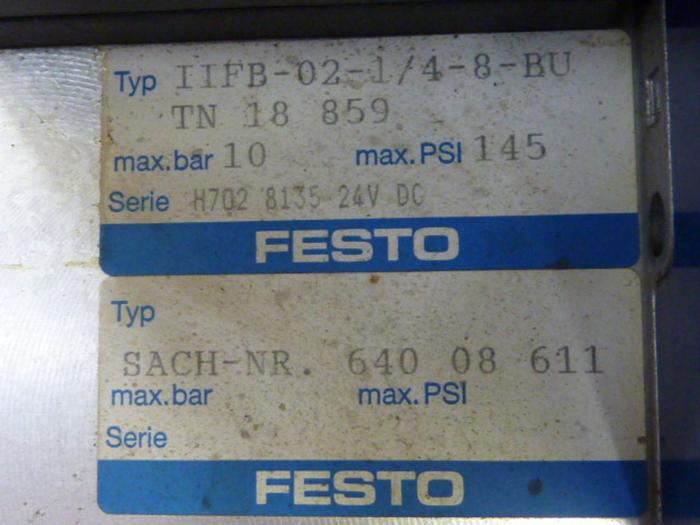 Typ IIFB-02-1/4-8-BU
TN 18 859
max.bar 10 max.PSI 145
Serie H702 8135 24V DC
FESTO
Typ
SACH-NR. 640 08 611
max.bar max.PSI
Serie
FESTO